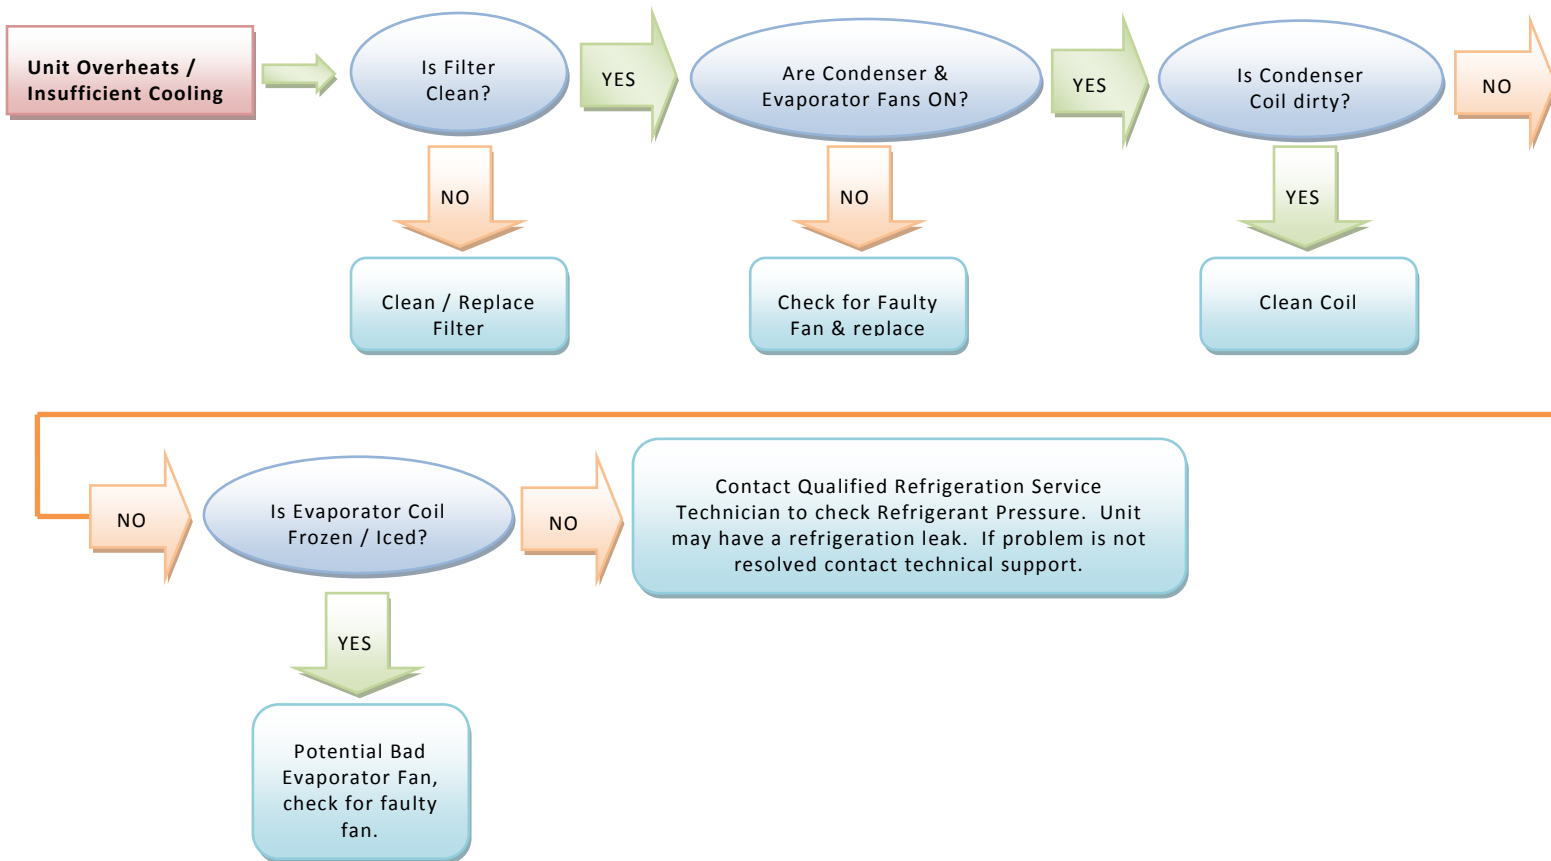 Unit Overheats /
Insufficient Cooling
Is Filter
Clean?
YES
Are Condenser &
Evaporator Fans ON?
YES
Is Condenser
Coil dirty?
NO
NO
NO
YES
Clean / Replace
Filter
Check for Faulty
Fan & replace
Clean Coil
NO
Is Evaporator Coil
Frozen / Iced?
NO
Contact Qualified Refrigeration Service
Technician to check Refrigerant Pressure. Unit
may have a refrigeration leak. If problem is not
resolved contact technical support.
YES
Potential Bad
Evaporator Fan,
check for faulty
fan.